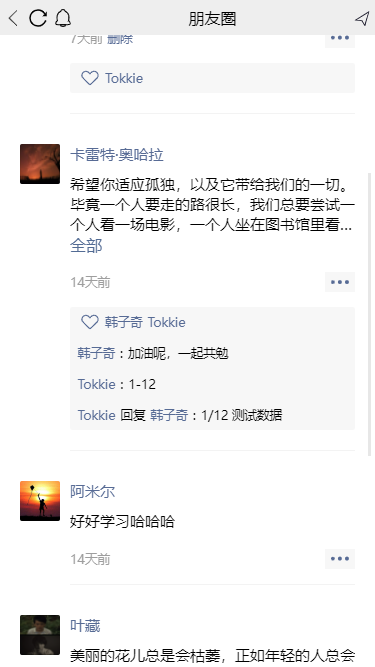 朋友圈
7天前 删除
Tokkie
卡雷特·奥哈拉
希望你适应孤独，以及它带给我们的一切。
毕竟一个人要走的路很长，我们总要尝试一
个人看一场电影，一个人坐在图书馆里看...
全部
14天前
韩子奇 Tokkie
韩子奇：加油呢，一起共勉
Tokkie：1-12
Tokkie 回复 韩子奇：1/12 测试数据
阿米尔
好好学习哈哈哈
14天前
叶藏
美丽的花儿总是会枯萎，正如年轻的人总会